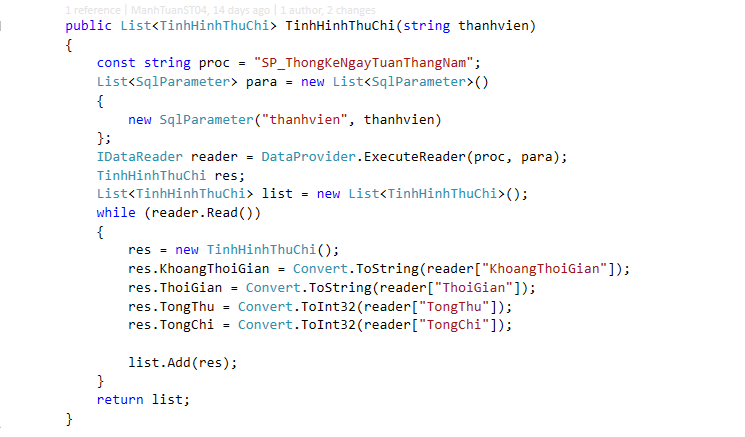 1 reference | ManhTuanST04, 14 days ago | 1 author, 2 changes
public List<TinhHinhThuChi> TinhHinhThuChi(string thanhvien)
{
const string proc = "SP_ThongKeNgayTuanThangNam";
List<SqlParameter> para = new List<SqlParameter>()
{
new SqlParameter("thanhvien", thanhvien)
};
IDataReader reader = DataProvider.ExecuteReader(proc, para);
TinhHinhThuChi res;
List<TinhHinhThuChi> list = new List<TinhHinhThuChi>();
while (reader.Read())
{
res = new TinhHinhThuChi();
res.KhoangThoiGian = Convert.ToString(reader["KhoangThoiGian"]);
res.ThoiGian = Convert.ToString(reader["ThoiGian"]);
res.TongThu = Convert.ToInt32(reader["TongThu"]);
res.TongChi = Convert.ToInt32(reader["TongChi"]);
list.Add(res);
}
return list;
}